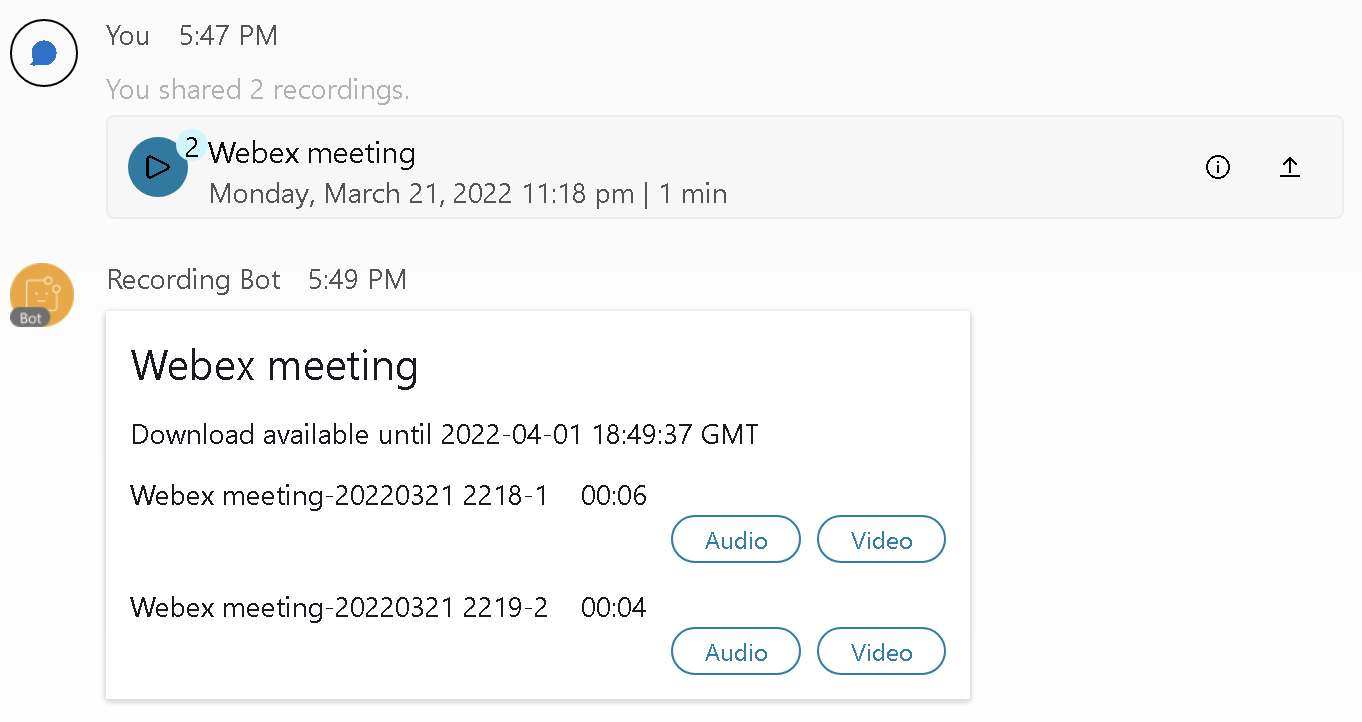 You 5:47 PM
You shared 2 recordings.
2
Webex meeting
Monday, March 21, 2022 11:18 pm | 1 min
Recording Bot 5:49 PM
Bot
Webex meeting
Download available until 2022-04-01 18:49:37 GMT
Webex meeting-20220321 2218-1 00:06
Audio Video
Webex meeting-20220321 2219-2 00:04
Audio Video